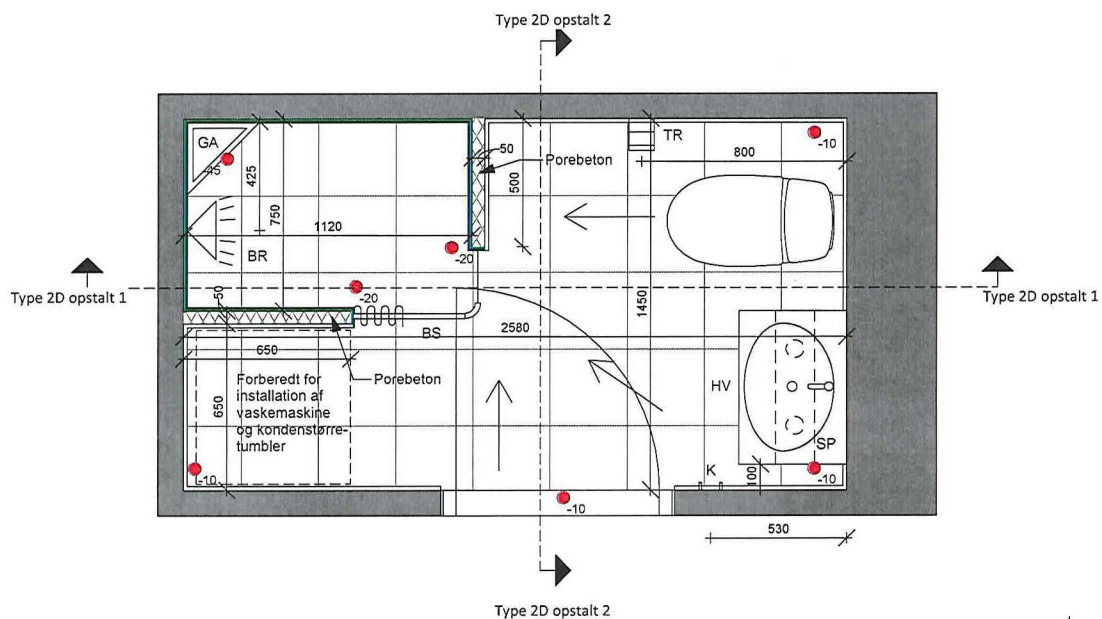 Type 2D opstalt 2
GA
TR
-10
-45
50
Porebeton
800
425
500
750
1120
BR
-20
Type 2D opstalt 1
Type 2D opstalt 1
-20
50
1450
BS
2580
650
Porebeton
HV
Forberedt for
installation af
vaskemaskine
og kondenstørre-
tumbler
650
SP
K
100
-10
-10
-10
530
Type 2D opstalt 2